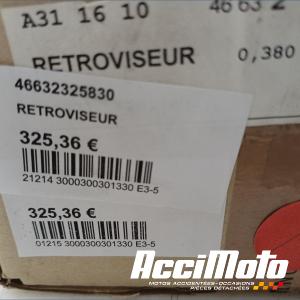 A31 16 10 46 63 2
RETROVISEUR 0,380
46632325830
RETROVISEUR
325,36 €
21214 3000300301330 E3-5
325,36 €
01215 3000300301330 E3-5
AcciMoto
MOTOS ACCIDENTÉES-OCCASIONS
PIÈCES DÉTACHÉES